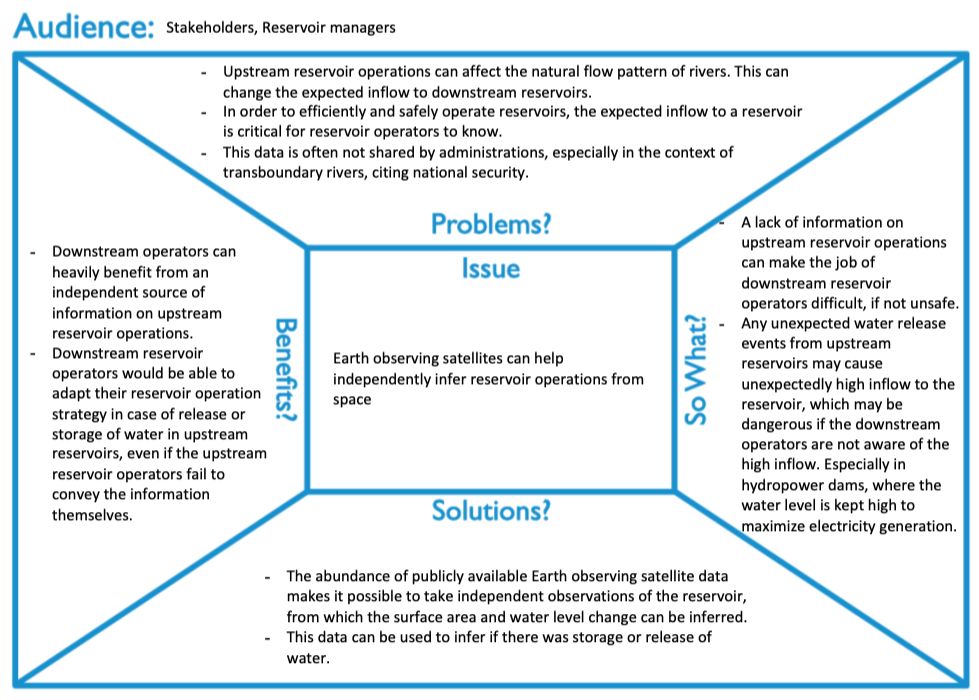 Audience: Stakeholders, Reservoir managers
- Upstream reservoir operations can affect the natural flow pattern of rivers. This can
change the expected inflow to downstream reservoirs.
- In order to efficiently and safely operate reservoirs, the expected inflow to a reservoir
is critical for reservoir operators to know.
- This data is often not shared by administrations, especially in the context of
transboundary rivers, citing national security.
Problems?
- Downstream operators can
heavily benefit from an
independent source of
information on upstream
reservoir operations.
- Downstream reservoir
operators would be able to
adapt their reservoir operation
strategy in case of release or
storage of water in upstream
reservoirs, even if the upstream
reservoir operators fail to
convey the information
themselves.
Benefits?
Issue
Earth observing satellites can help
independently infer reservoir operations from
space
So What?
- A lack of information on
upstream reservoir operations
can make the job of
downstream reservoir
operators difficult, if not unsafe.
- Any unexpected water release
events from upstream
reservoirs may cause
unexpectedly high inflow to the
reservoir, which may be
dangerous if the downstream
operators are not aware of the
high inflow. Especially in
hydropower dams, where the
water level is kept high to
maximize electricity generation.
Solutions?
- The abundance of publicly available Earth observing satellite data
makes it possible to take independent observations of the reservoir,
from which the surface area and water level change can be inferred.
- This data can be used to infer if there was storage or release of
water.